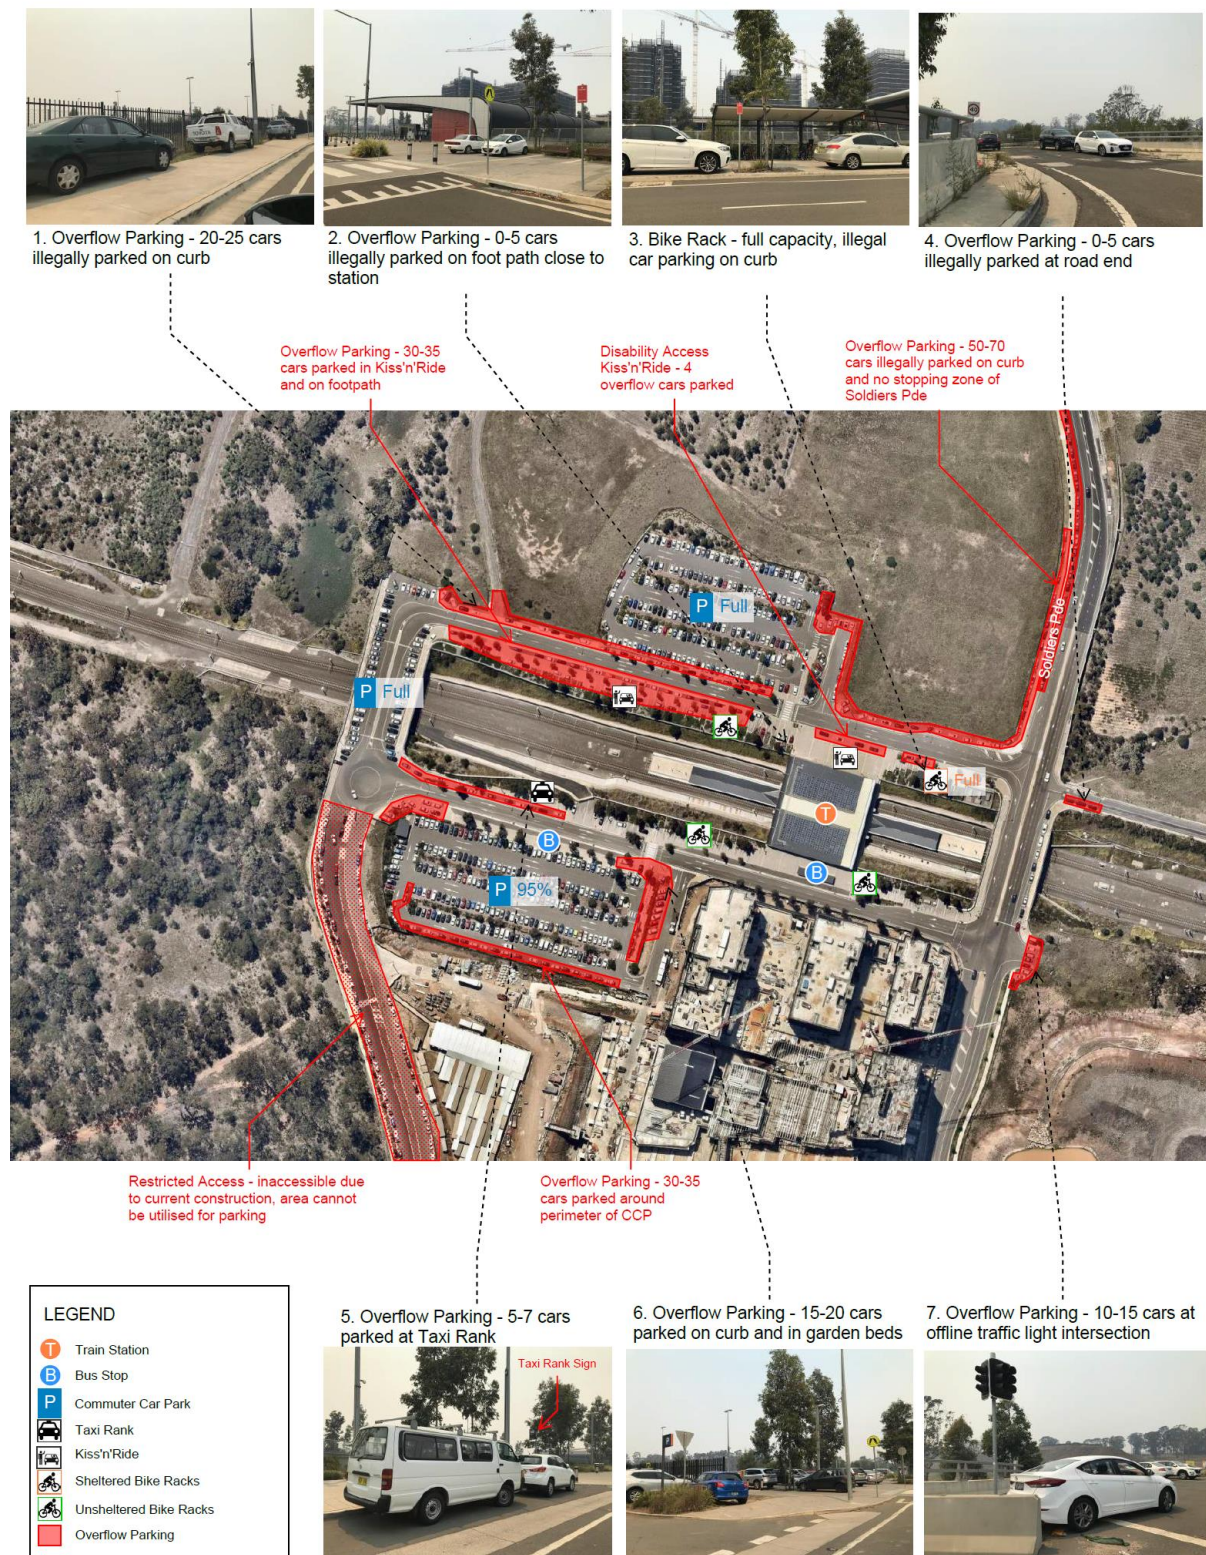 1. Overflow Parking - 20-25 cars
illegally parked on curb
2. Overflow Parking - 0-5 cars
illegally parked on foot path close to
station
3. Bike Rack - full capacity, illegal
car parking on curb
4. Overflow Parking - 0-5 cars
illegally parked at road end
Overflow Parking - 30-35
cars parked in Kiss'n'Ride
and on footpath
Disability Access
Kiss'n'Ride - 4
overflow cars parked
Overflow Parking - 50-70
cars illegally parked on curb
and no stopping zone of
Soldiers Pde
P Full
Soldiers Pde
P Full
Full
T
B
B
P 95%
Restricted Access - inaccessible due
to current construction, area cannot
be utilised for parking
Overflow Parking - 30-35
cars parked around
perimeter of CCP
LEGEND
T Train Station
B Bus Stop
P Commuter Car Park
Taxi Rank
Kiss'n'Ride
Sheltered Bike Racks
Unsheltered Bike Racks
Overflow Parking
5. Overflow Parking - 5-7 cars
parked at Taxi Rank
Taxi Rank Sign
6. Overflow Parking - 15-20 cars
parked on curb and in garden beds
7. Overflow Parking - 10-15 cars at
offline traffic light intersection